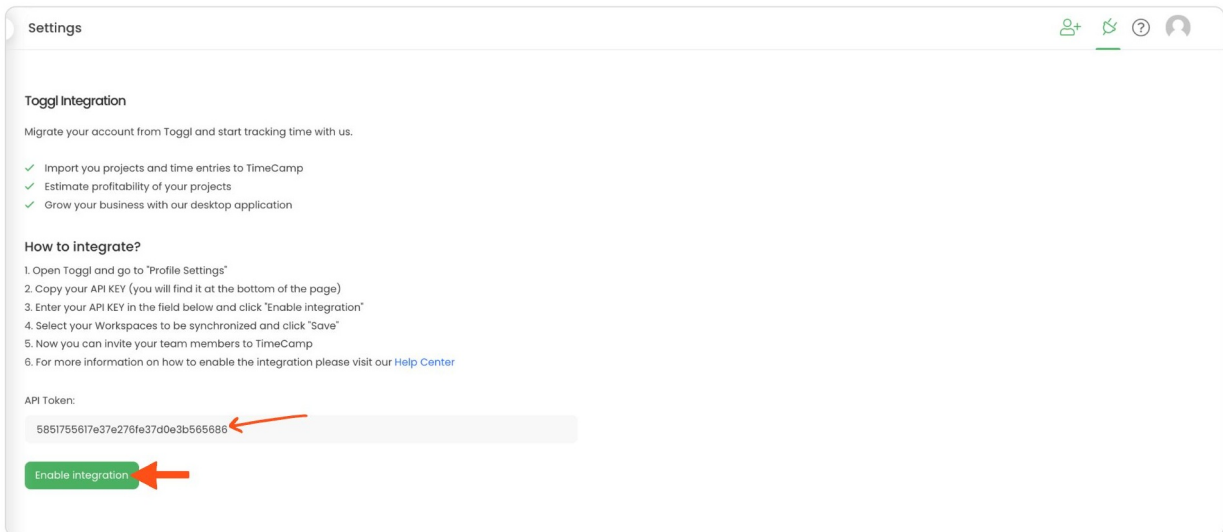 Settings
Toggl Integration
Migrate your account from Toggl and start tracking time with us.
Import you projects and time entries to TimeCamp
Estimate profitability of your projects
Grow your business with our desktop application
How to integrate?
1. Open Toggl and go to "Profile Settings"
2. Copy your API KEY (you will find it at the bottom of the page)
3. Enter your API KEY in the field below and click "Enable integration"
4. Select your Workspaces to be synchronized and click "Save"
5. Now you can invite your team members to TimeCamp
6. For more information on how to enable the integration please visit our Help Center
API Token:
5851755617e37e276fe37d0e3b565686
Enable integration